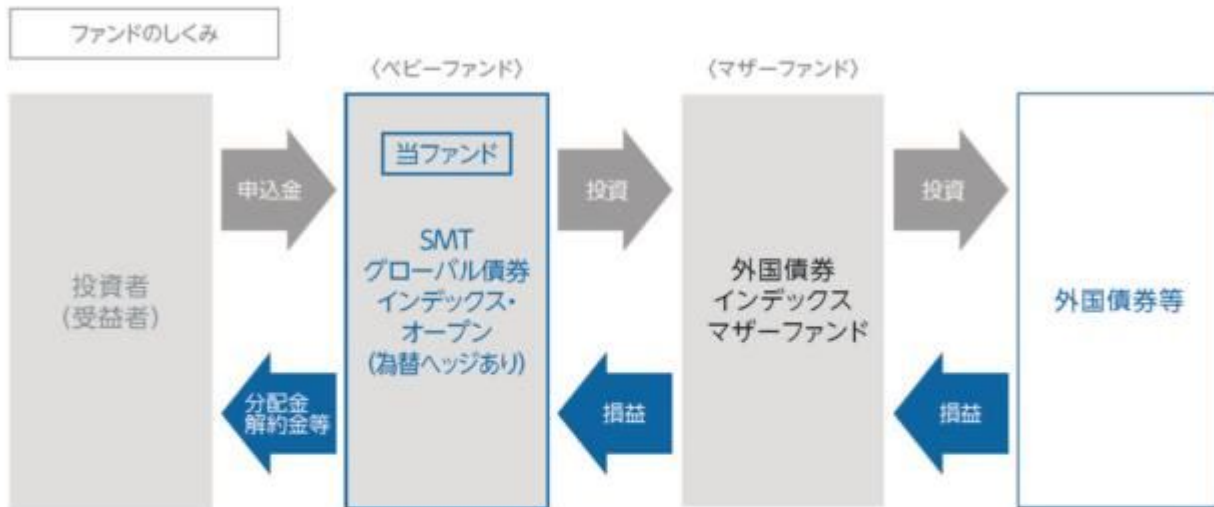 ファンドのしくみ
〈ベビーファンド〉
〈マザーファンド〉
投資者
(受益者)
申込金
分配金
解約金等
当ファンド
SMT
グローバル債券
インデックス・
オープン
(為替ヘッジあり)
投資
損益
外国債券
インデックス
マザーファンド
投資
損益
外国債券等